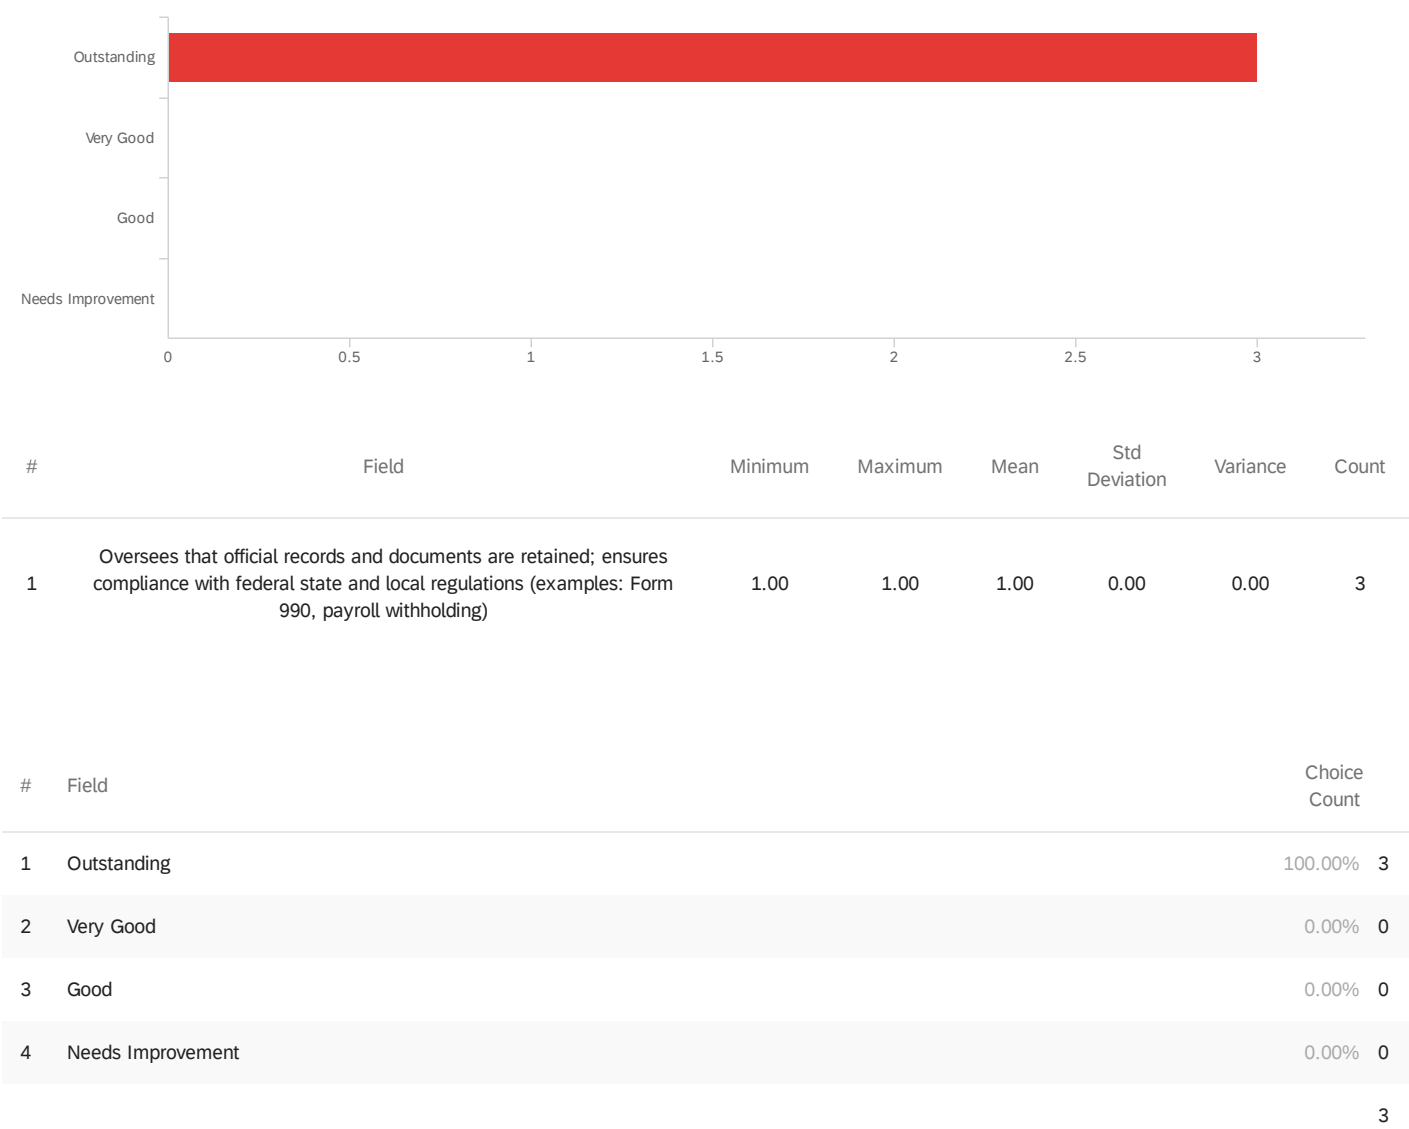 Outstanding
Very Good
Good
Needs Improvement
0 0.5 1 1.5 2 2.5 3
# Field Minimum Maximum Mean Std Deviation Variance Count
1 Oversees that official records and documents are retained; ensures
compliance with federal state and local regulations (examples: Form
990, payroll withholding) 1.00 1.00 1.00 0.00 0.00 3
# Field Choice Count
1 Outstanding 100.00% 3
2 Very Good 0.00% 0
3 Good 0.00% 0
4 Needs Improvement 0.00% 0
3